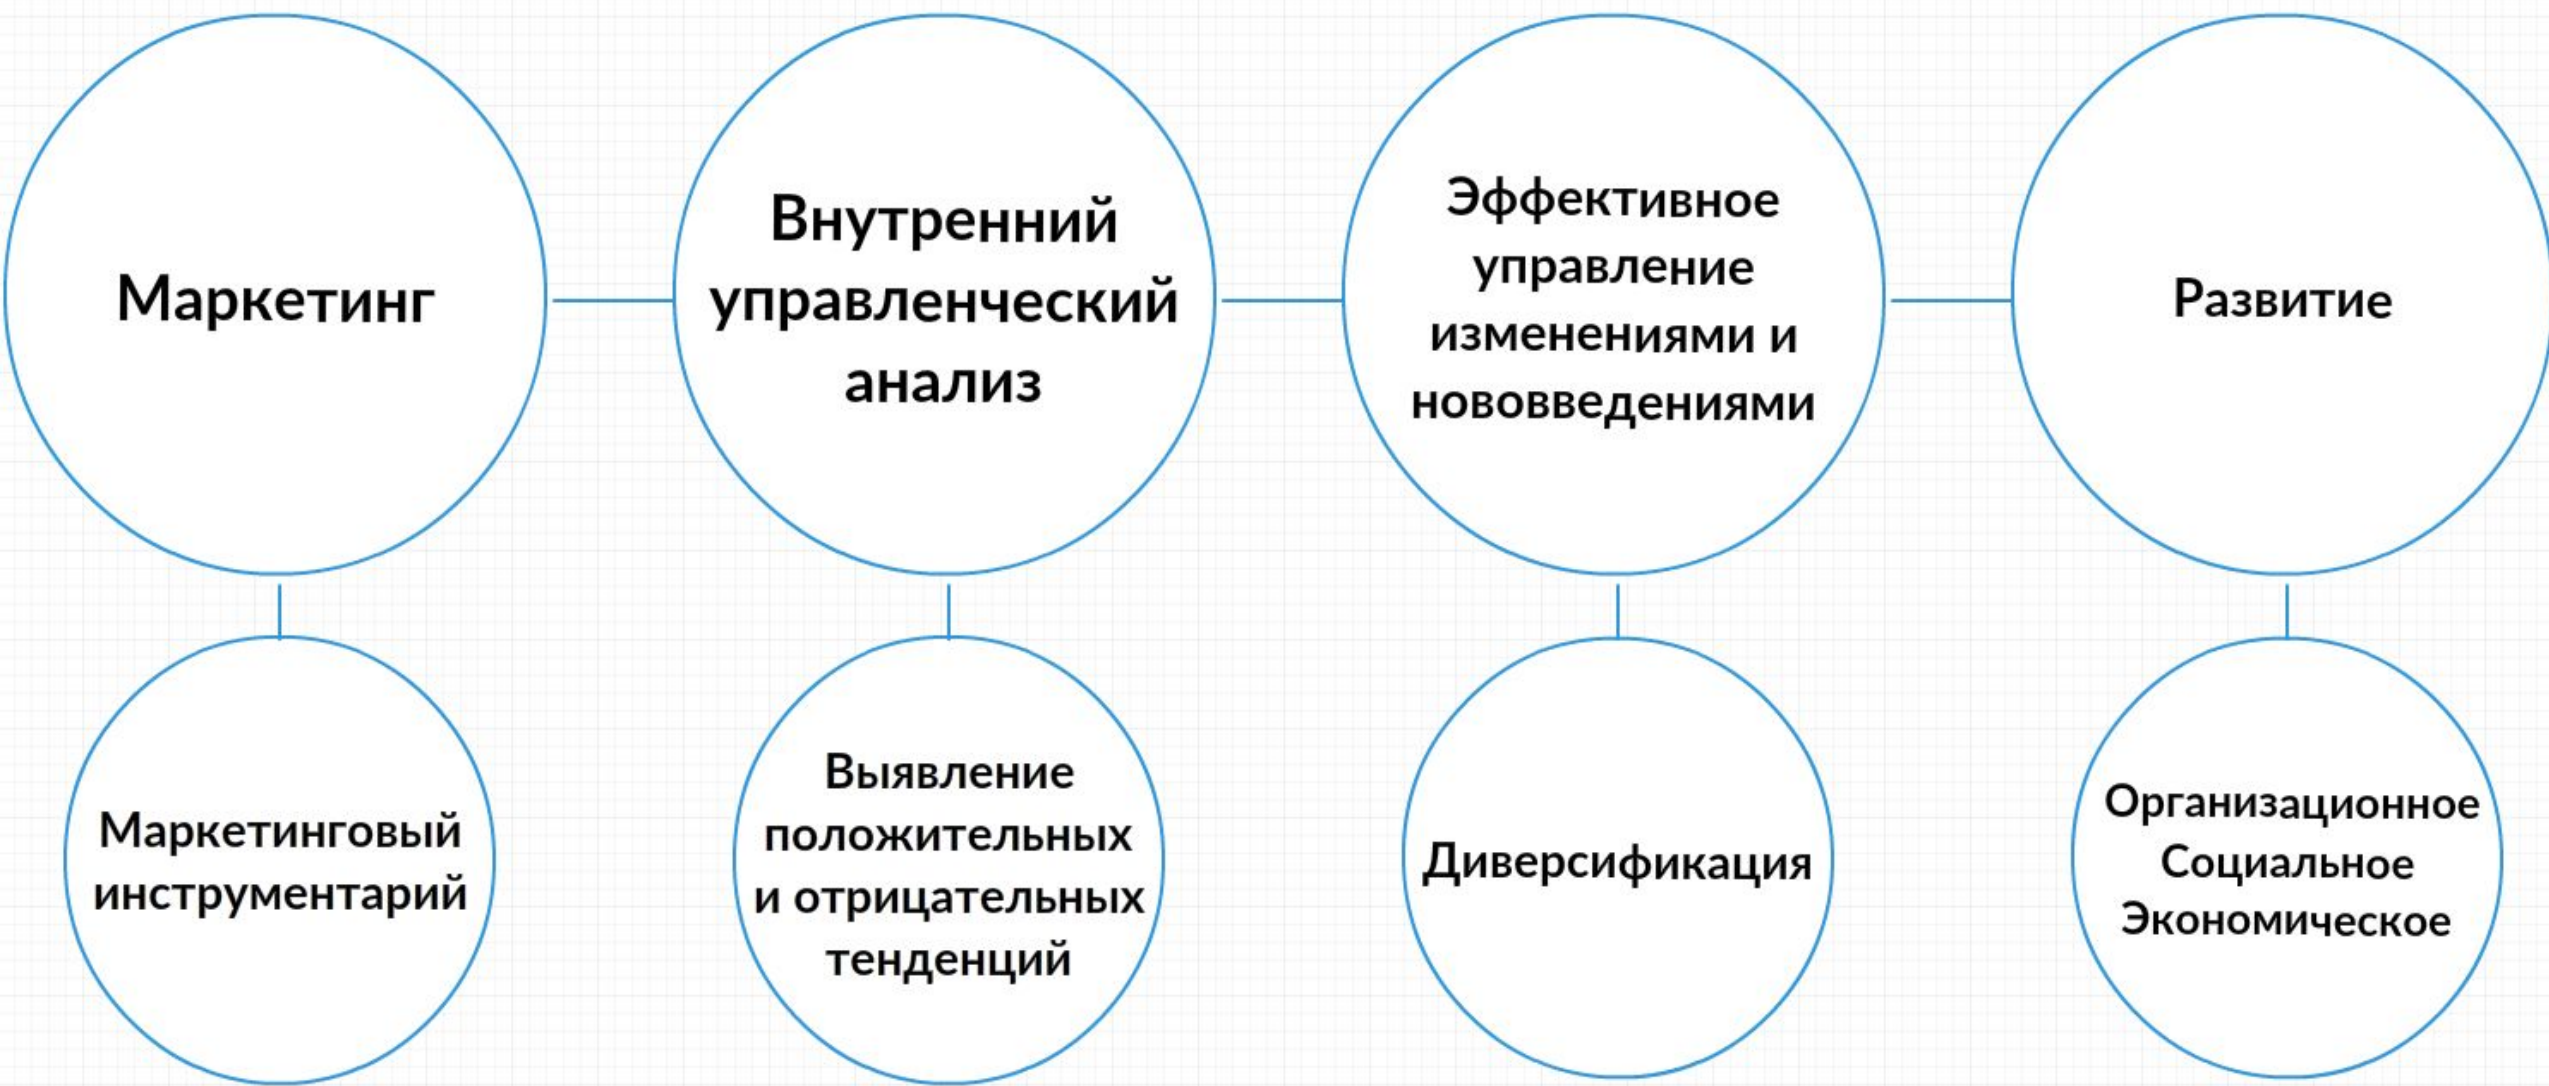 Маркетинг
Внутренний
управленческий
анализ
Эффективное
управление
изменениями и
нововведениями
Развитие
Маркетинговый
инструментарий
Выявление
положительных
и отрицательных
тенденций
Диверсификация
Организационное
Социальное
Экономическое